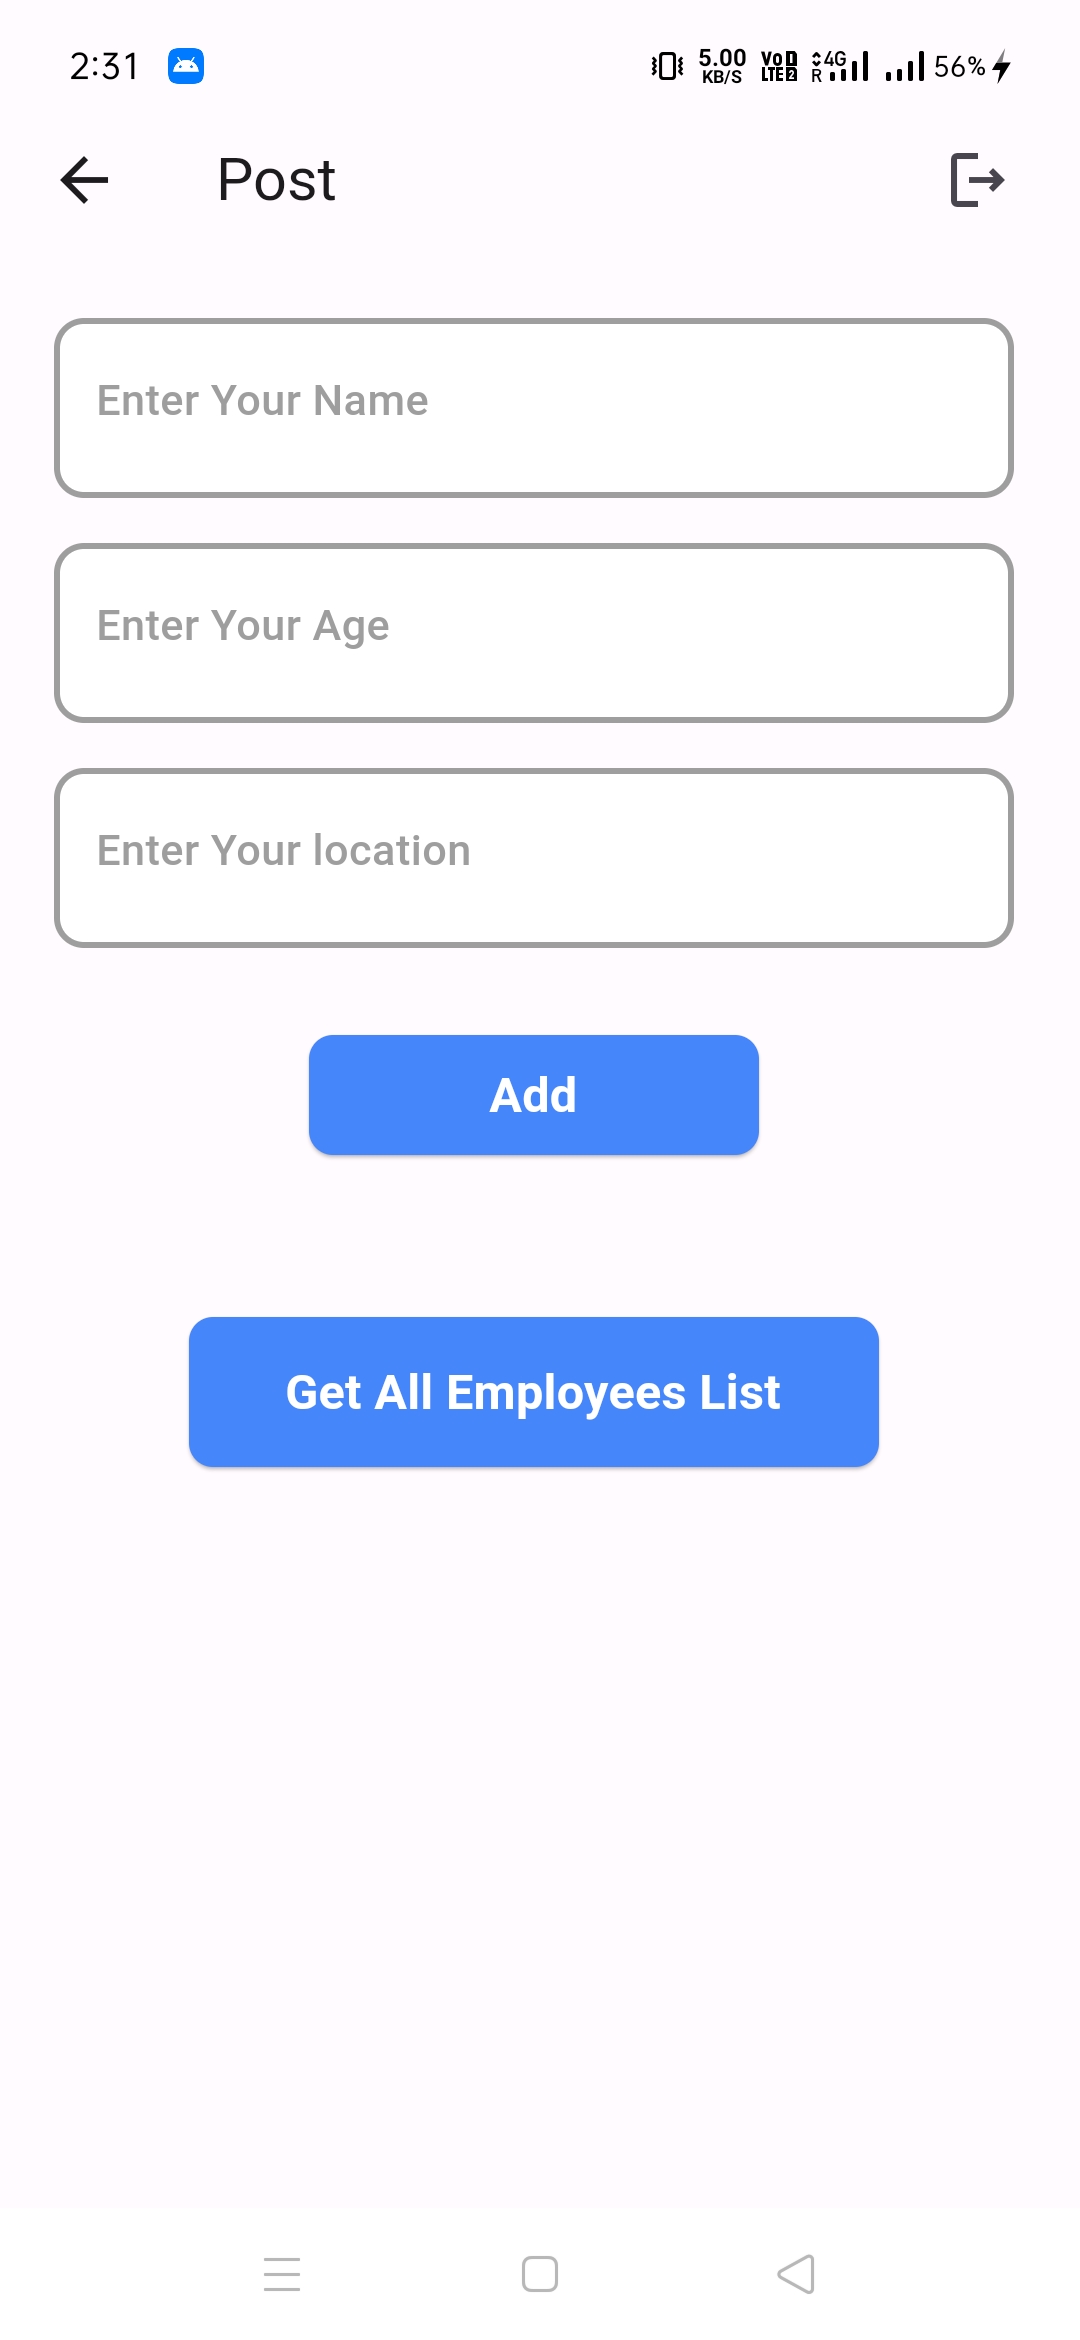 2:31 5.00 KB/S VoD LTE2 4G R 56%
Post
Enter Your Name
Enter Your Age
Enter Your location
Add
Get All Employees List